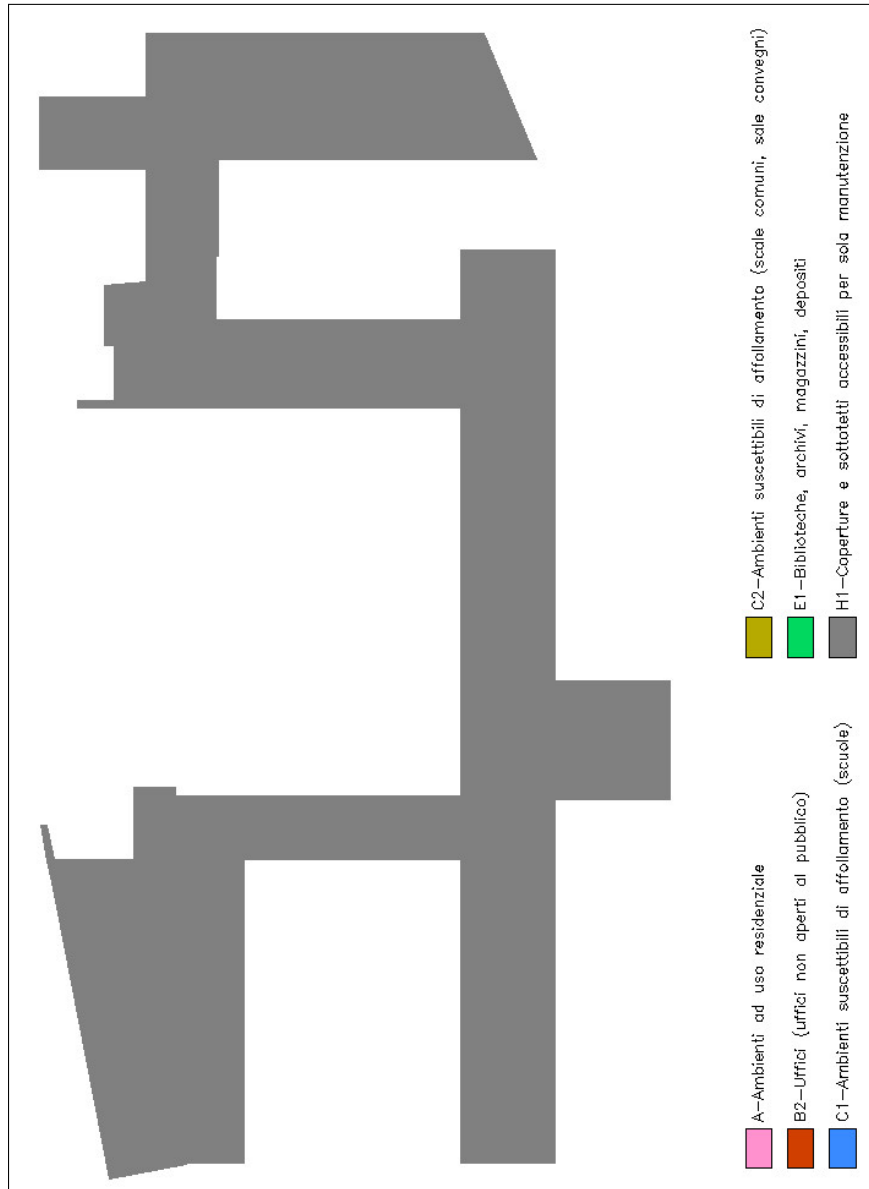 A-Ambienti ad uso residenziale
B2-Uffici (uffici non aperti al pubblico)
C1-Ambienti suscettibili di affollamento (scuole)
C2-Ambienti suscettibili di affollamento (scale comuni, sale convegni)
E1-Biblioteche, archivi, magazzini, depositi
H1-Coperture e sottotetti accessibili per sola manutenzione